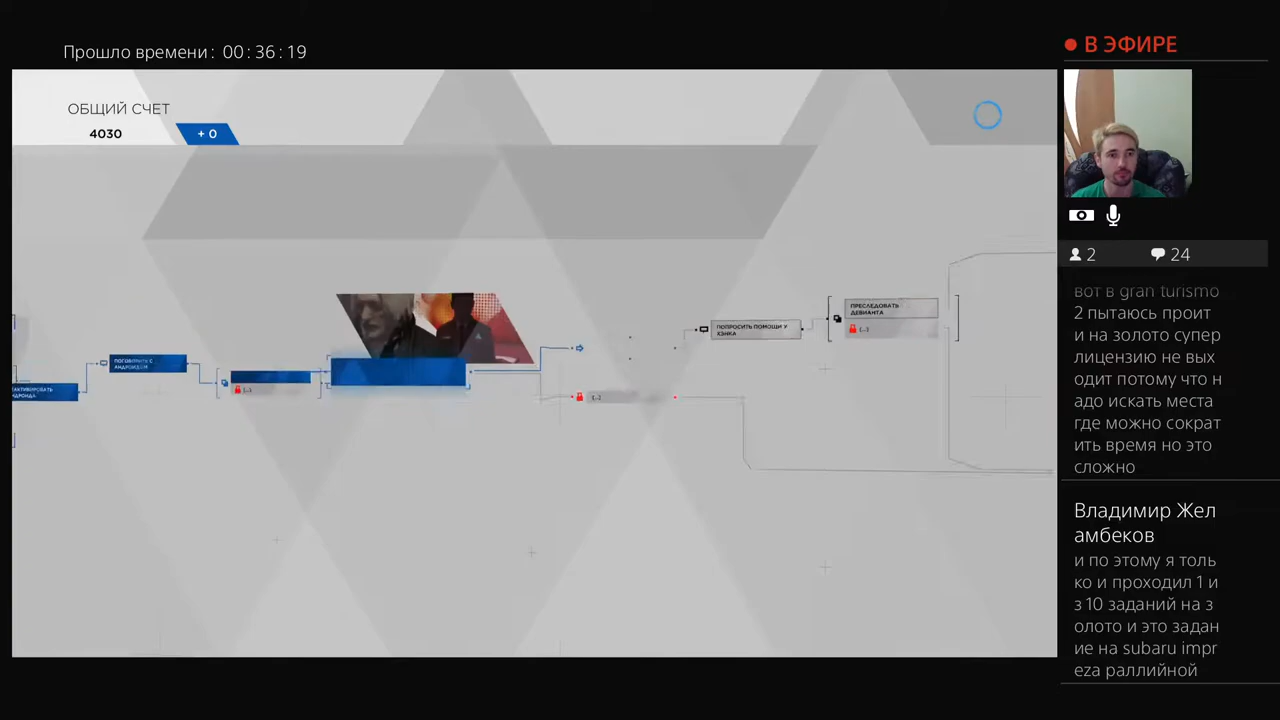 Прошло времени: 00:36:19
В ЭФИРЕ
ОБЩИЙ СЧЕТ
4030
+ 0
ПОГОВОРИТЬ С
АНДРОИДОМ
ПОПРОСИТЬ ПОМОЩИ У
ХЭНКА
ПРЕСЛЕДОВАТЬ
ДЕВИАНТА
2
24
вот в gran turismo
2 пытаюсь проит
и на золото супер
лицензию не вых
одит потому что н
адо искать места
где можно сократ
ить время но это
сложно
Владимир Жел
амбеков
и по этому я толь
ко и проходил 1 и
з 10 заданий на з
олото и это задан
ие на subaru impr
eza раллийной